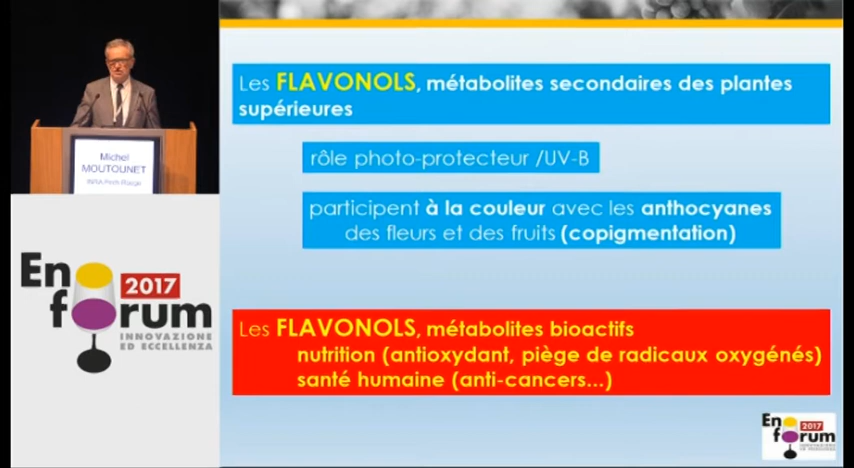 Michel
MOUTOUNET
En
2017
forum
INNOVAZIONE
ED ECCELLENZA
Les FLAVONOLS, métabolites secondaires des plantes
supérieures
rôle photo-protecteur /UV-B
participent à la couleur avec les anthocyanes
des fleurs et des fruits (copigmentation)
Les FLAVONOLS, métabolites bioactifs
nutrition (antioxydant, piège de radicaux oxygénés)
santé humaine (anti-cancers...)
En
2017
forum